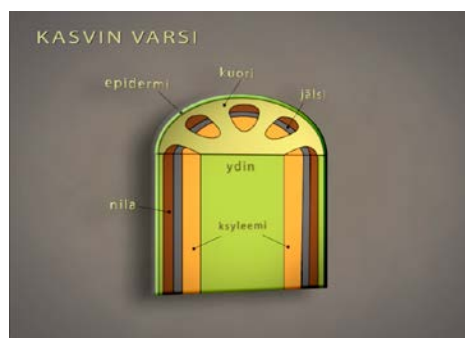 KASVIN VARSI
kuori
epidermi
jälsi
ydin
nila
ksyleemi